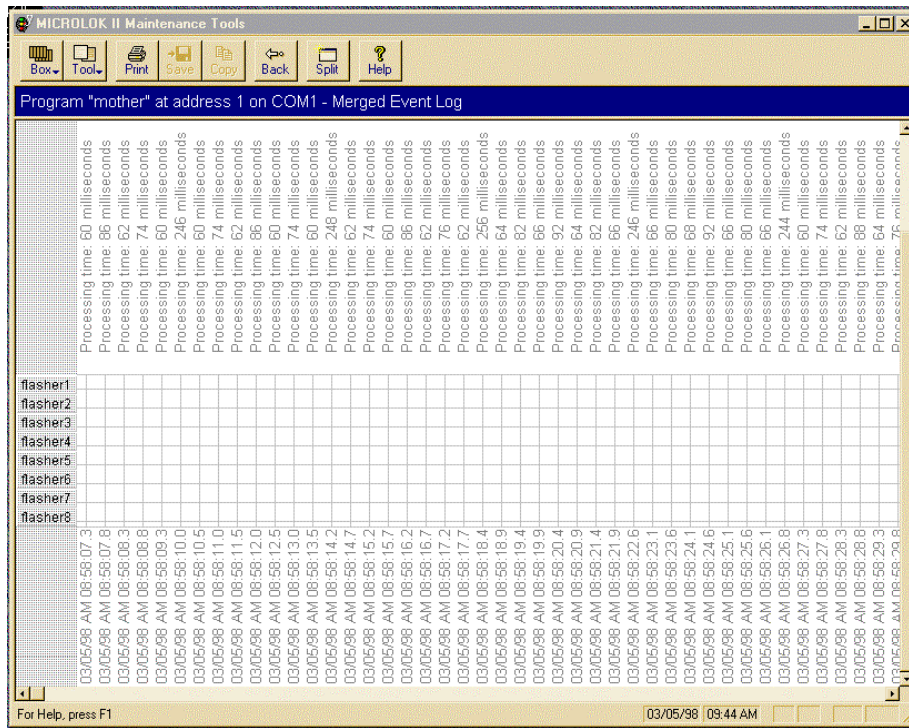 MICROLOK II Maintenance Tools
Box Tool Print Save Copy Back Split Help
Program "mother" at address 1 on COM1 - Merged Event Log
Processing time: 60 milliseconds
Processing time: 86 milliseconds
Processing time: 62 milliseconds
Processing time: 74 milliseconds
Processing time: 60 milliseconds
Processing time: 246 milliseconds
Processing time: 60 milliseconds
Processing time: 74 milliseconds
Processing time: 62 milliseconds
Processing time: 86 milliseconds
Processing time: 60 milliseconds
Processing time: 74 milliseconds
Processing time: 60 milliseconds
Processing time: 248 milliseconds
Processing time: 62 milliseconds
Processing time: 74 milliseconds
Processing time: 60 milliseconds
Processing time: 86 milliseconds
Processing time: 62 milliseconds
Processing time: 76 milliseconds
Processing time: 62 milliseconds
Processing time: 256 milliseconds
Processing time: 64 milliseconds
Processing time: 82 milliseconds
Processing time: 66 milliseconds
Processing time: 92 milliseconds
Processing time: milliseconds
Processing time: milliseconds
Processing time: 66 milliseconds
Processing time: 246 milliseconds
Processing time: 66 milliseconds
Processing time: 80 milliseconds
Processing time: 68 milliseconds
Processing time: 92 milliseconds
Processing time: 66 milliseconds
Processing time: 80 milliseconds
Processing time: 66 milliseconds
Processing time: 244 milliseconds
Processing time: 60 milliseconds
Processing time: 74 milliseconds
Processing time: 62 milliseconds
Processing time: 88 milliseconds
Processing time: 64 milliseconds
Processing time: 76 milliseconds
flasher1
flasher2
flasher3
flasher4
flasher5
flasher6
flasher7
flasher8
03/05/98 AM 08:58:07.3
03/05/98 AM 08:58:07.8
03/05/98 AM 08:58:08.3
03/05/98 AM 08:58:08.8
03/05/98 AM 08:58:09.3
03/05/98 AM 08:58:10.0
03/05/98 AM 08:58:10.5
03/05/98 AM 08:58:11.0
03/05/98 AM 08:58:11.5
03/05/98 AM 08:58:12.0
03/05/98 AM 08:58:12.5
03/05/98 AM 08:58:13.0
03/05/98 AM 08:58:13.5
03/05/98 AM 08:58:14.2
03/05/98 AM 08:58:14.7
03/05/98 AM 08:58:15.2
03/05/98 AM 08:58:15.7
03/05/98 AM 08:58:16.2
03/05/98 AM 08:58:16.7
03/05/98 AM 08:58:17.2
03/05/98 AM 08:58:17.7
03/05/98 AM 08:58:18.4
03/05/98 AM 08:58:18.9
03/05/98 AM 08:58:19.4
03/05/98 AM 08:58:19.9
03/05/98 AM 08:58:20.4
03/05/98 AM 08:58:20.9
03/05/98 AM 08:58:21.4
03/05/98 AM 08:58:21.9
03/05/98 AM 08:58:22.6
03/05/98 AM 08:58:23.1
03/05/98 AM 08:58:23.6
03/05/98 AM 08:58:24.1
03/05/98 AM 08:58:24.6
03/05/98 AM 08:58:25.1
03/05/98 AM 08:58:25.6
03/05/98 AM 08:58:26.1
03/05/98 AM 08:58:26.8
03/05/98 AM 08:58:27.3
03/05/98 AM 08:58:27.8
03/05/98 AM 08:58:28.3
03/05/98 AM 08:58:28.8
03/05/98 AM 08:58:29.3
03/05/98 AM 08:58:29.8
For Help, press F1
03/05/98 09:44 AM